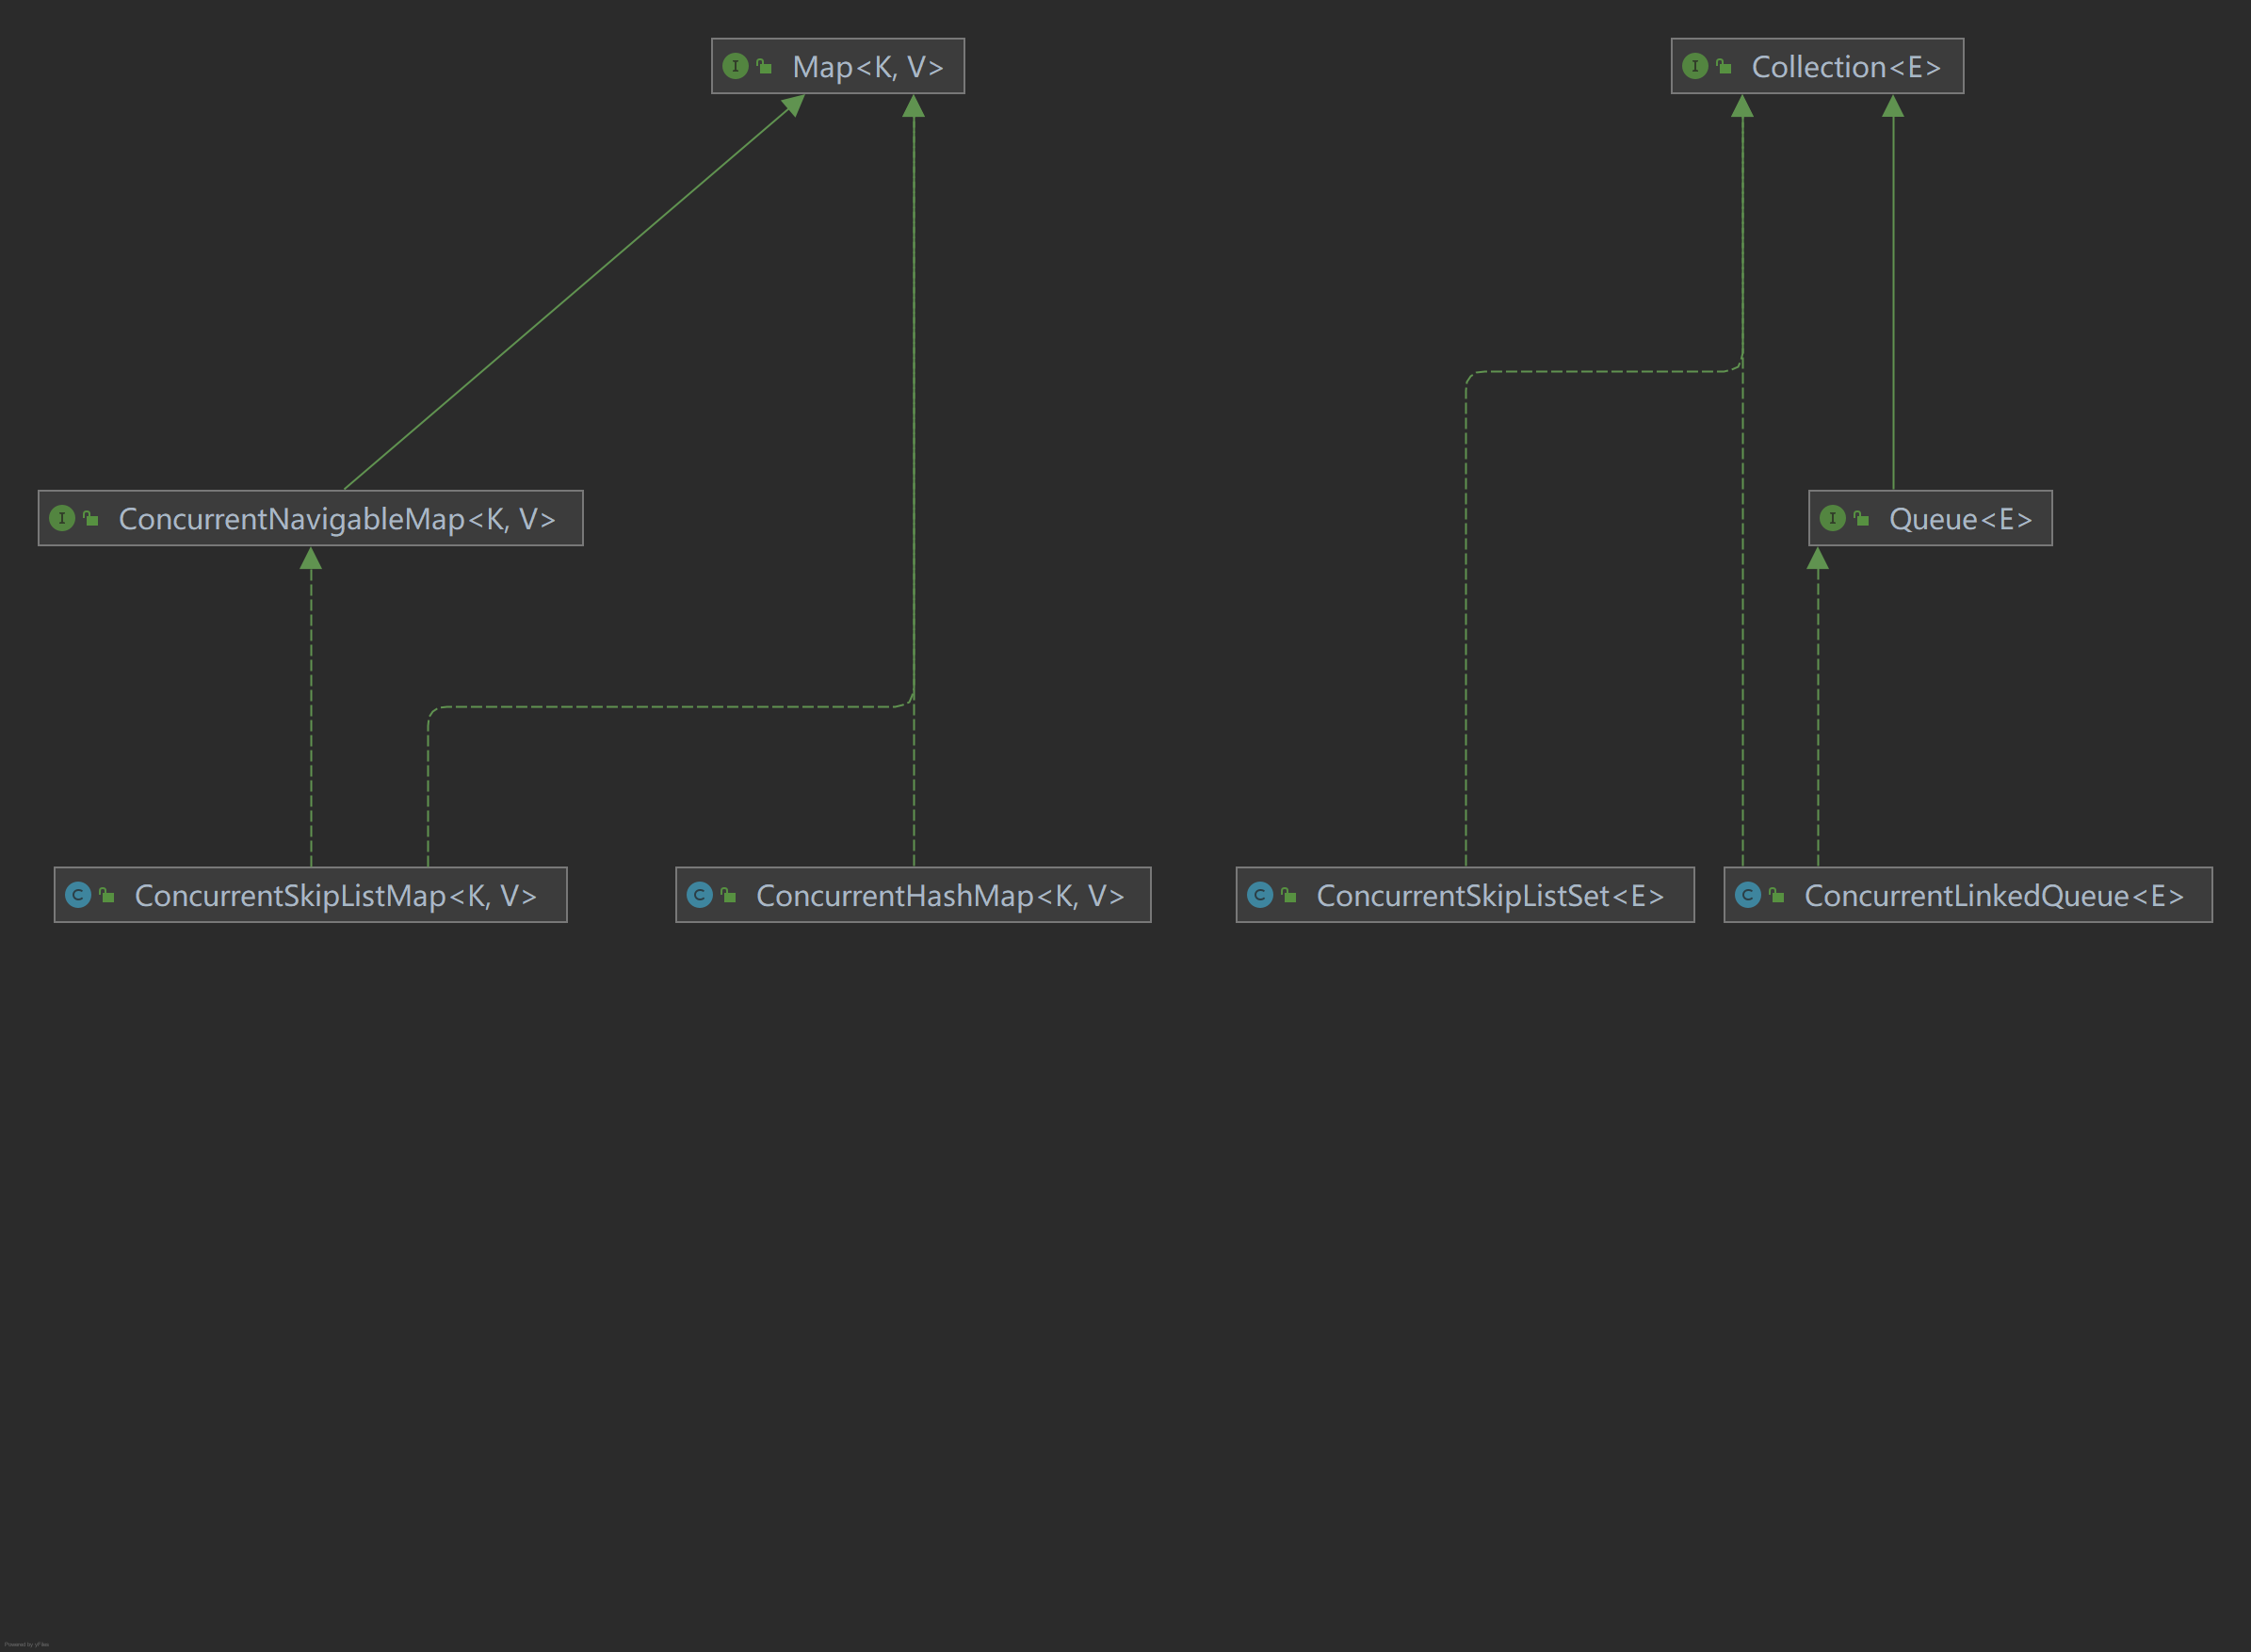 Map<K, V>
Collection<E>
ConcurrentNavigableMap<K, V>
Queue<E>
ConcurrentSkipListMap<K, V>
ConcurrentHashMap<K, V>
ConcurrentSkipListSet<E>
ConcurrentLinkedQueue<E>
Powered by yFiles